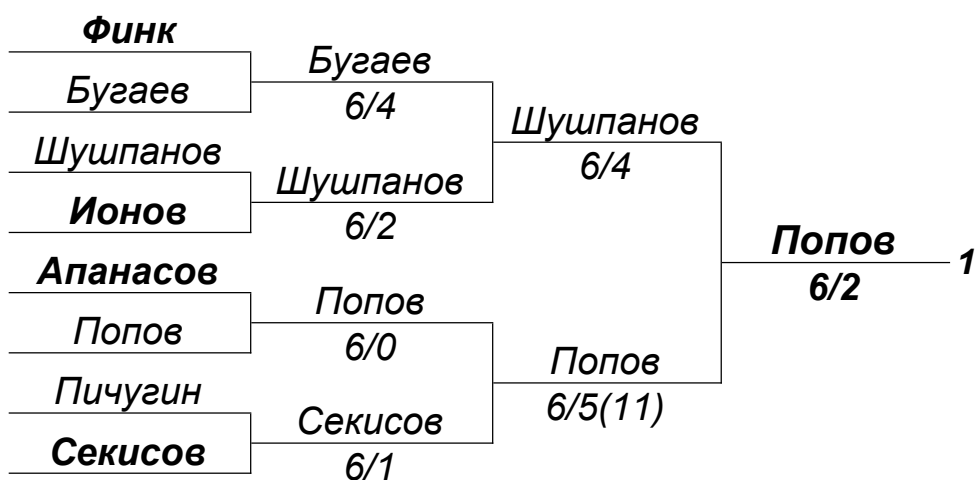 Финк
Бугаев
Шушпанов
Ионов
Апанасов
Попов
Пичугин
Секисов
Бугаев
6/4
Шушпанов
6/2
Попов
6/0
Секисов
6/1
Шушпанов
6/4
Попов
6/5(11)
Попов
6/2
1